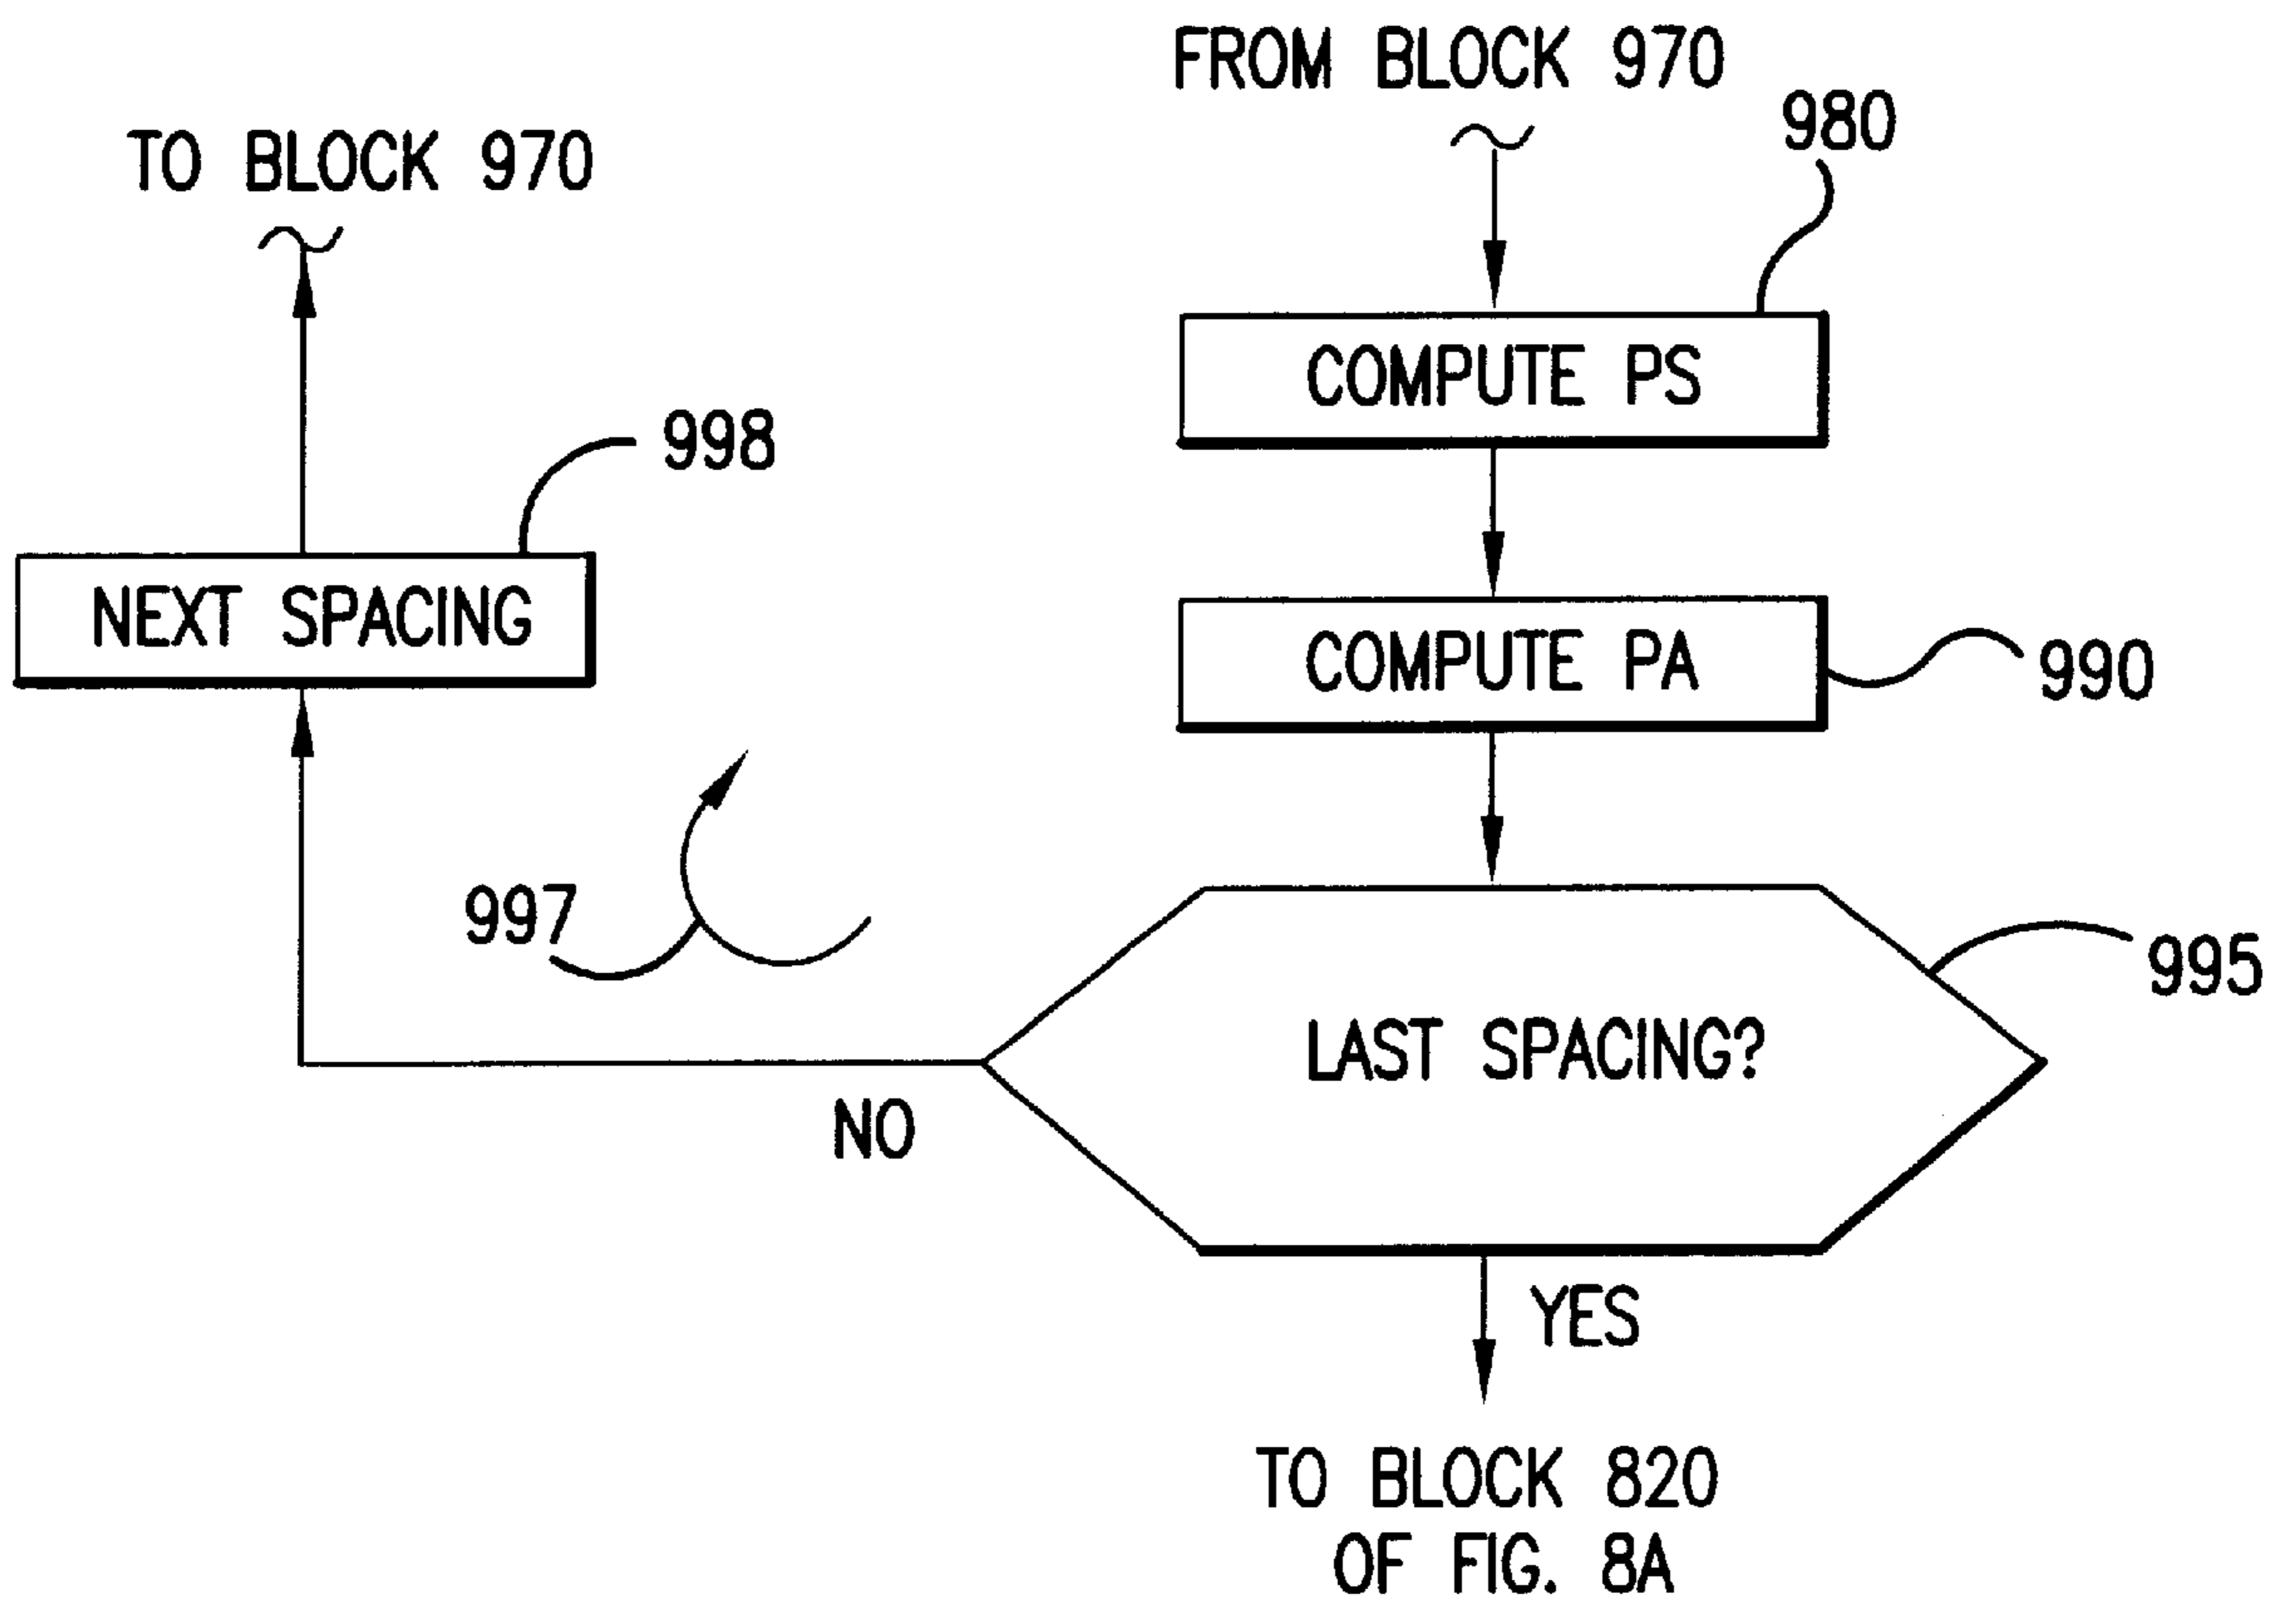 FROM BLOCK 970
980
TO BLOCK 970
COMPUTE PS
998
NEXT SPACING
COMPUTE PA
990
997
995
LAST SPACING?
NO
YES
TO BLOCK 820
OF FIG. 8A